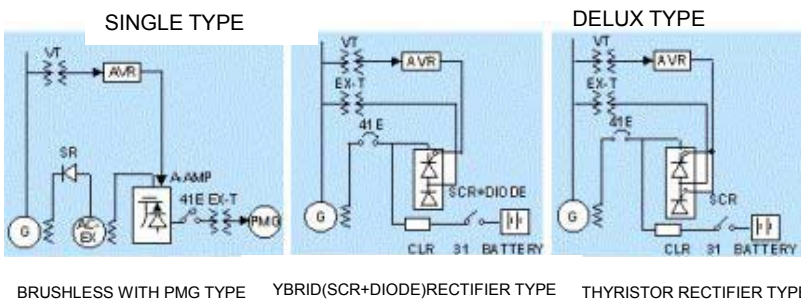 SINGLE TYPE
DELUX TYPE
VT
AVR
SR
A-AMP
41E EX-T
G
AC-EX
PMG
VT
AVR
EX-T
41E
SCR+DIODE
G
CLR 31 BATTERY
VT
AVR
EX-T
41E
SCR
G
CLR 31 BATTERY
BRUSHLESS WITH PMG TYPE
YBRID(SCR+DIODE)RECTIFIER TYPE
THYRISTOR RECTIFIER TYPE